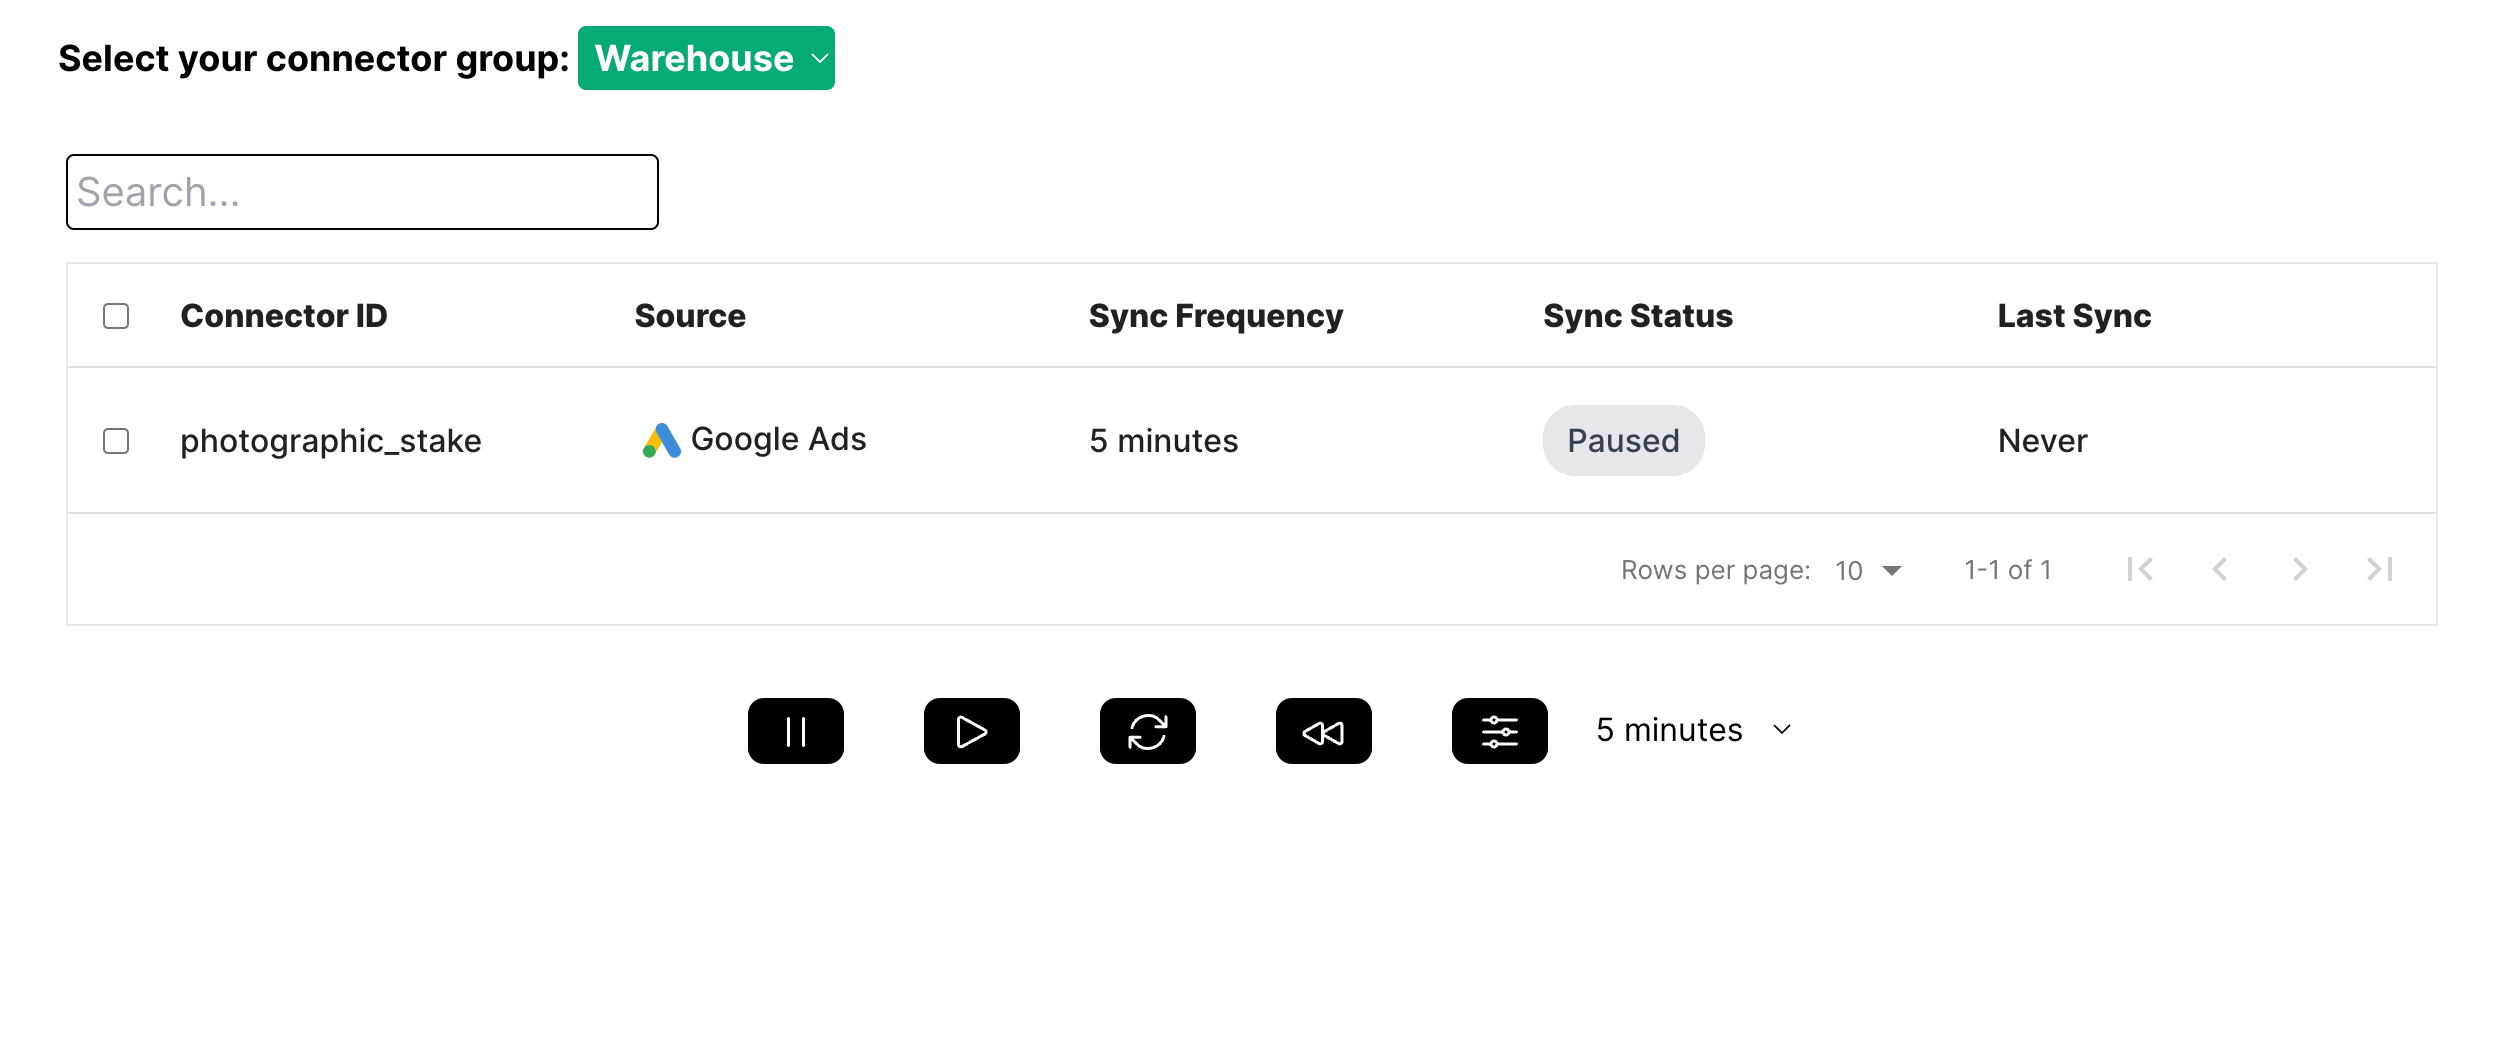 Select your connector group: Warehouse
Search...
Connector ID Source Sync Frequency Sync Status Last Sync
photographic_stake Google Ads 5 minutes Paused Never
Rows per page: 10 1-1 of 1
5 minutes